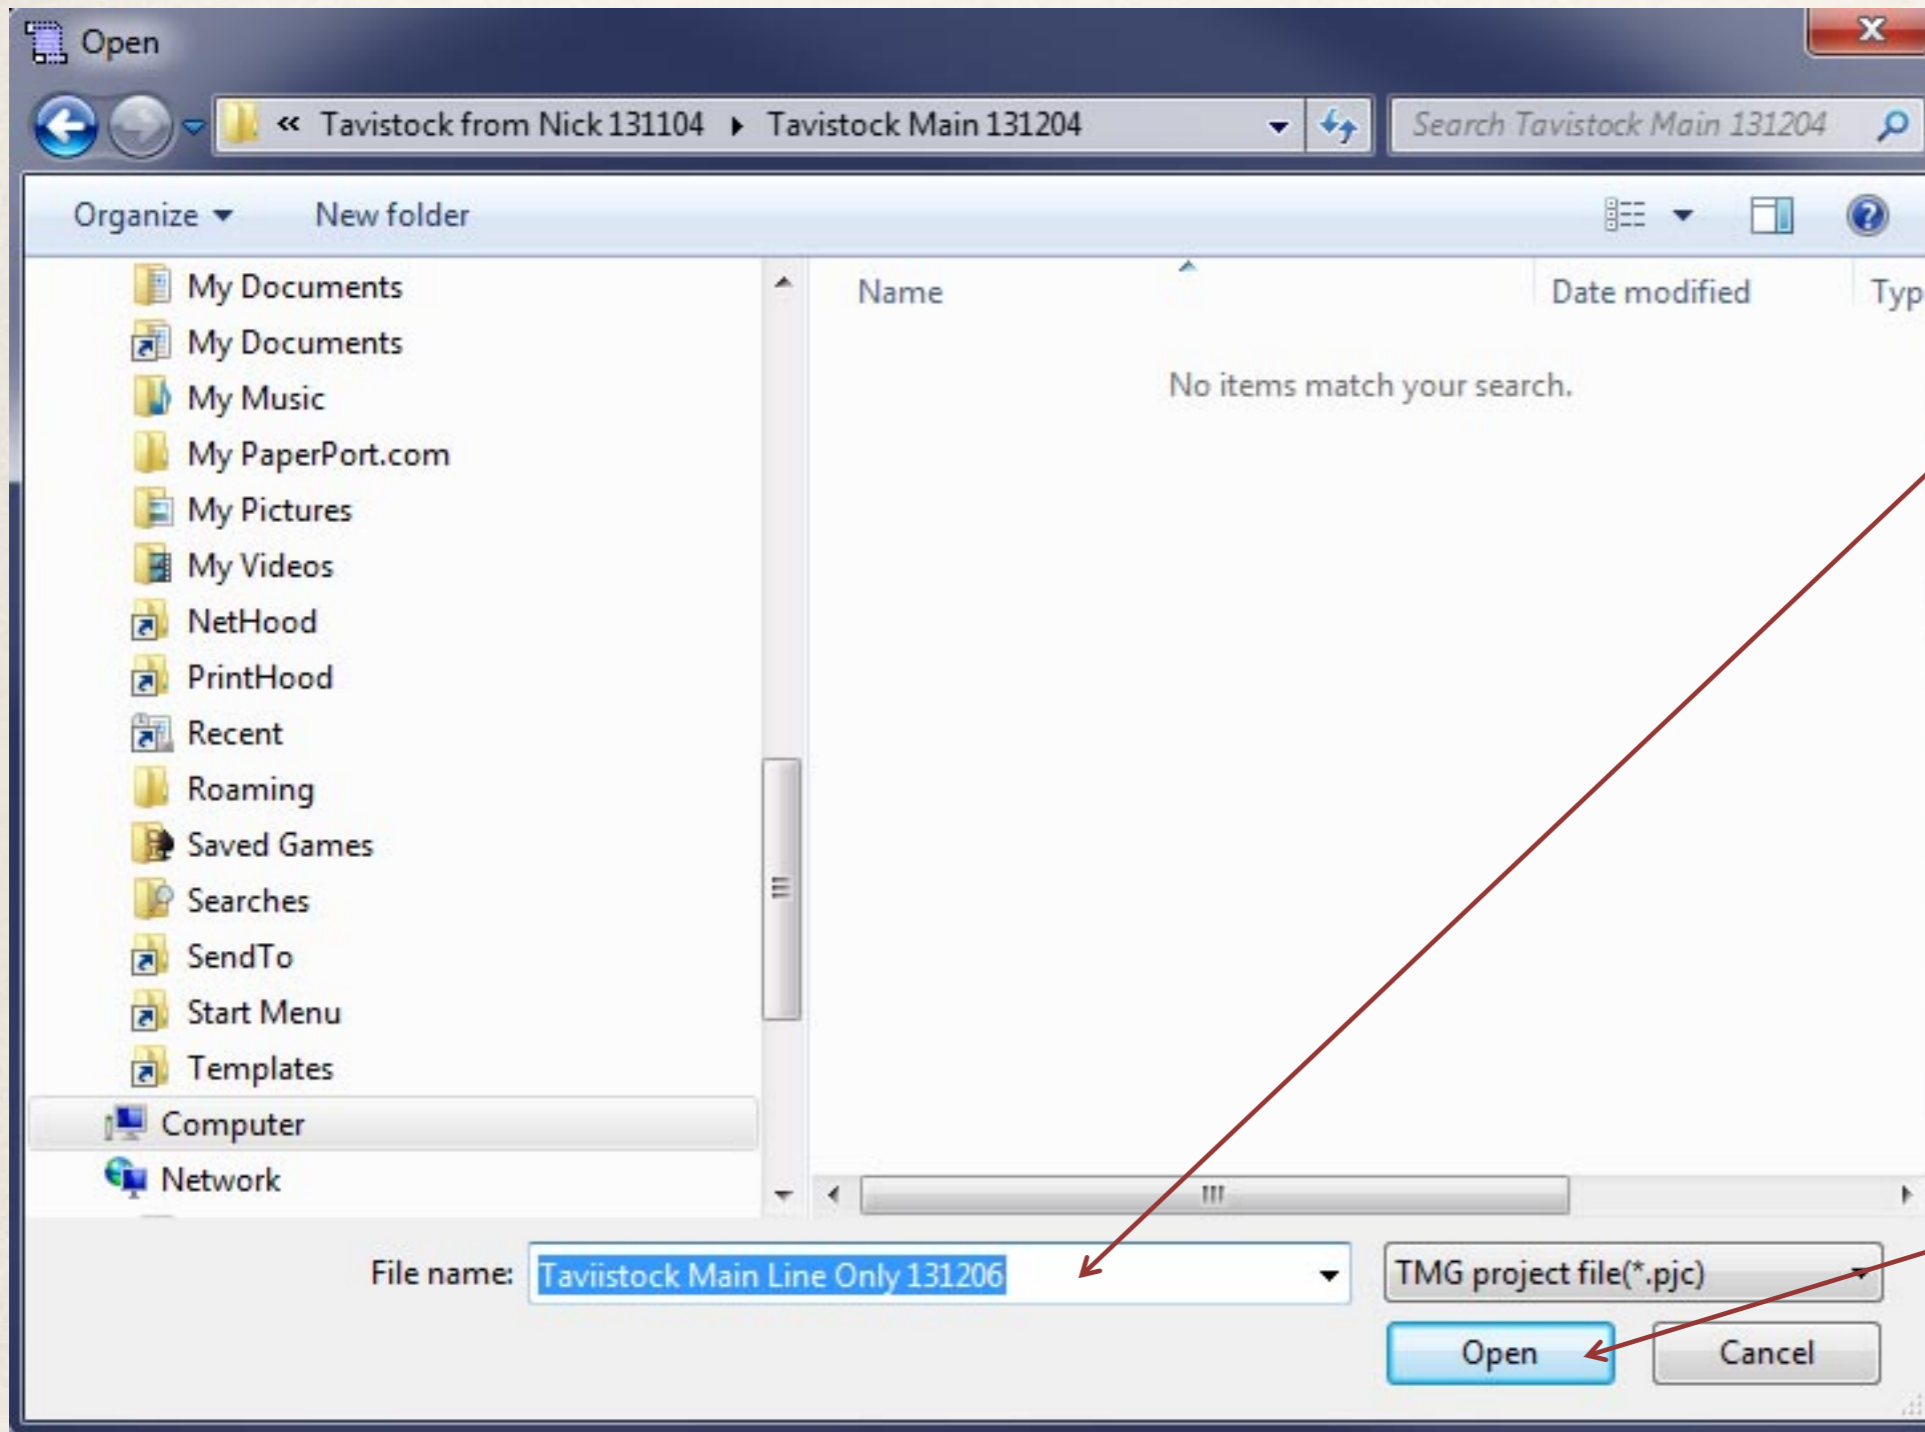 Open
« Tavistock from Nick 131104 ▸ Tavistock Main 131204
Search Tavistock Main 131204
Organize
New folder
My Documents
My Documents
My Music
My PaperPort.com
My Pictures
My Videos
NetHood
PrintHood
Recent
Roaming
Saved Games
Searches
SendTo
Start Menu
Templates
Computer
Network
Name
Date modified
Typ
No items match your search.
File name:
Taviistock Main Line Only 131206
TMG project file(*.pjc)
Open
Cancel